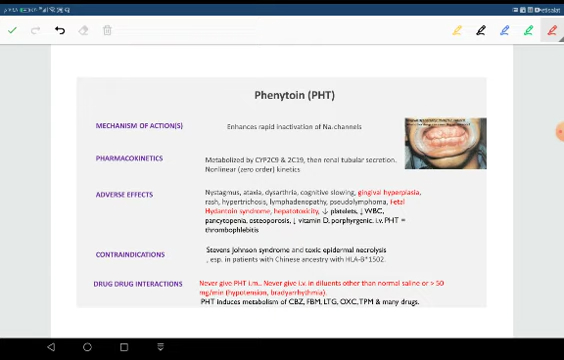 etisalat
Phenytoin (PHT)
MECHANISM OF ACTION(S)
Enhances rapid inactivation of Na.channels
PHARMACOKINETICS
Metabolized by CYP2C9 & 2C19, then renal tubular secretion.
Nonlinear (zero order) kinetics
ADVERSE EFFECTS
Nystagmus, ataxia, dysarthria, cognitive slowing, gingival hyperplasia,
rash, hypertrichosis, lymphadenopathy, pseudolymphoma, Fetal
Hydantoin syndrome, hepatotoxicity, ↓ platelets, ↓ WBC,
pancytopenia, osteoporosis, ↓ vitamin D. porphyrgenic. i.v. PHT =
thrombophlebitis
CONTRAINDICATIONS
Stevens Johnson syndrome and toxic epidermal necrolysis
, esp. in patients with Chinese ancestry with HLA-B*1502.
DRUG DRUG INTERACTIONS
Never give PHT i.m.. Never give i.v. in diluents other than normal saline or > 50
mg/min (hypotension, bradyarrhythmia).
PHT induces metabolism of CBZ, FBM, LTG, OXC,TPM & many drugs.